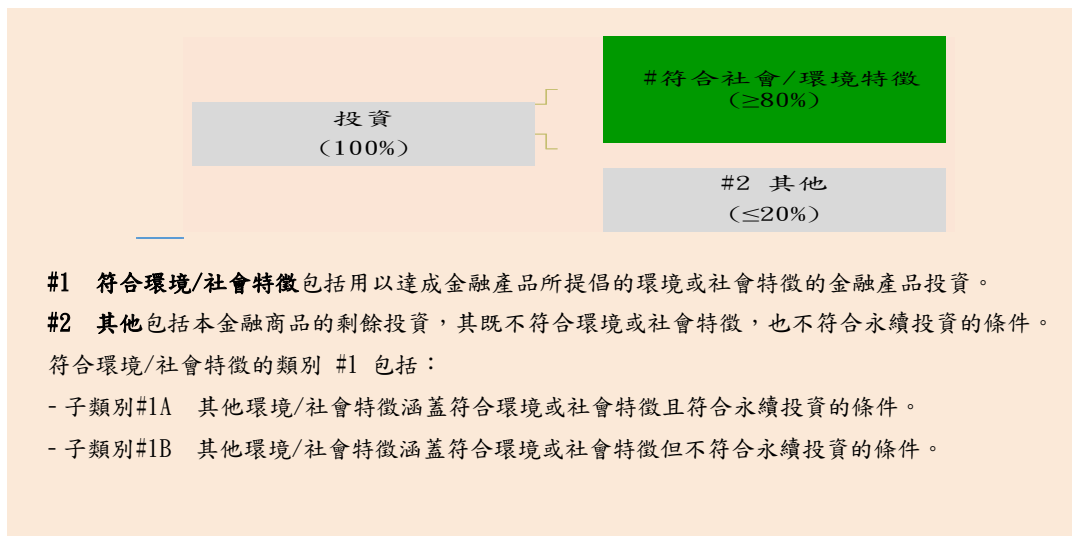 #符合社會/環境特徵
(≥80%)
投資
(100%)
#2 其他
(≤20%)
#1 符合環境/社會特徵包括用以達成金融產品所提倡的環境或社會特徵的金融產品投資。
#2 其他包括本金融商品的剩餘投資，其既不符合環境或社會特徵，也不符合永續投資的條件。
符合環境/社會特徵的類別 #1 包括：
-子類別#1A 其他環境/社會特徵涵蓋符合環境或社會特徵且符合永續投資的條件。
-子類別#1B 其他環境/社會特徵涵蓋符合環境或社會特徵但不符合永續投資的條件。